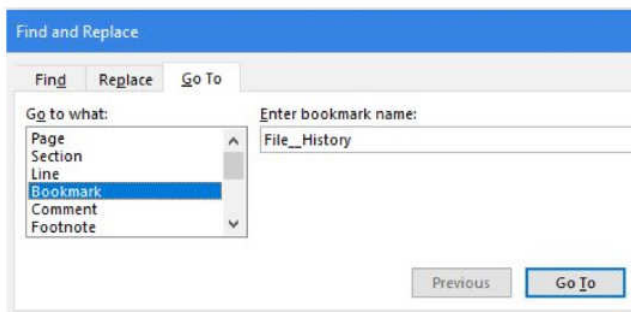 Find and Replace
Find Replace Go To
Go to what: Enter bookmark name:
Page File__History
Section
Line
Bookmark
Comment
Footnote
Previous Go To